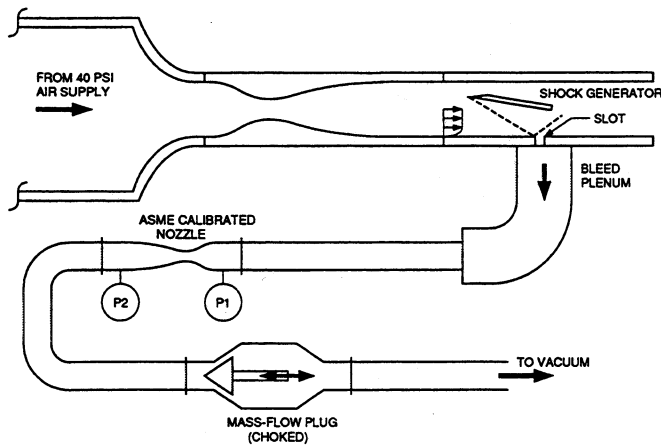 FROM 40 PSI
AIR SUPPLY
SHOCK GENERATOR
SLOT
BLEED
PLENUM
ASME CALIBRATED
NOZZLE
P2
P1
TO VACUUM
MASS-FLOW PLUG
(CHOKED)